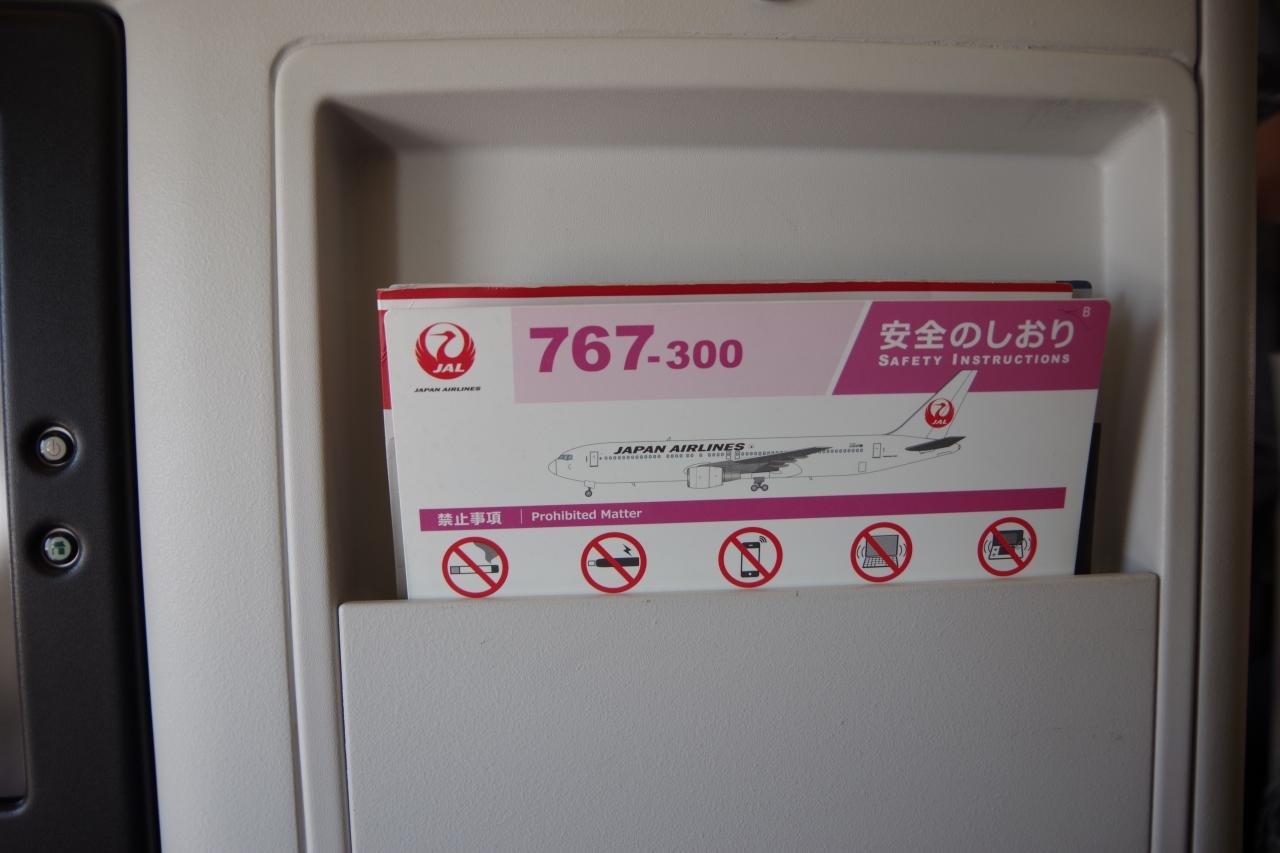 JAL
JAPAN AIRLINES
767-300
安全のしおり
SAFETY INSTRUCTIONS
B
JAL
JAPAN AIRLINES
禁止事項 | Prohibited Matter